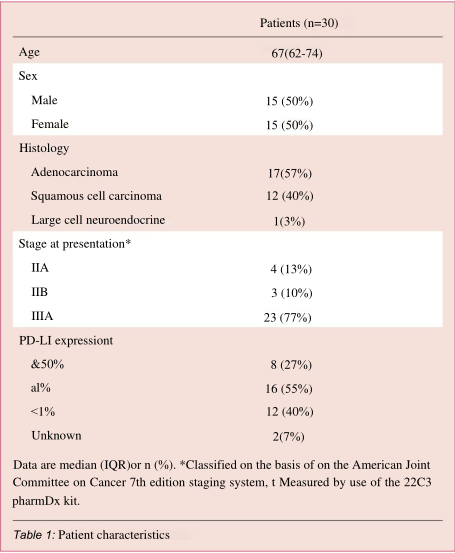 Patients (n=30)
Age 67(62-74)
Sex
Male 15 (50%)
Female 15 (50%)
Histology
Adenocarcinoma 17(57%)
Squamous cell carcinoma 12 (40%)
Large cell neuroendocrine 1(3%)
Stage at presentation*
IIA 4 (13%)
IIB 3 (10%)
IIIA 23 (77%)
PD-LI expressiont
&50% 8 (27%)
al% 16 (55%)
<1% 12 (40%)
Unknown 2(7%)
Data are median (IQR)or n (%). *Classified on the basis of on the American Joint
Committee on Cancer 7th edition staging system, t Measured by use of the 22C3
pharmDx kit.
Table 1: Patient characteristics